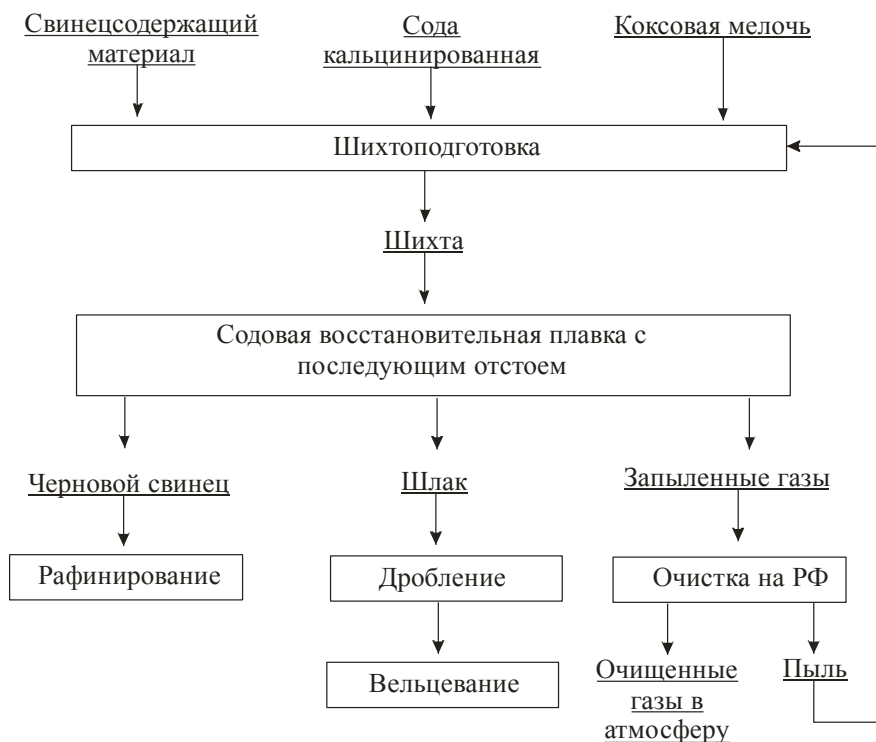 Свинецсодержащий
материал
Сода
кальцинированная
Коксовая мелочь
Шихтоподготовка
Шихта
Содовая восстановительная плавка с
последующим отстоем
Черновой свинец
Шлак
Запыленные газы
Рафинирование
Дробление
Очистка на РФ
Вельцевание
Очищенные
газы в
атмосферу
Пыль